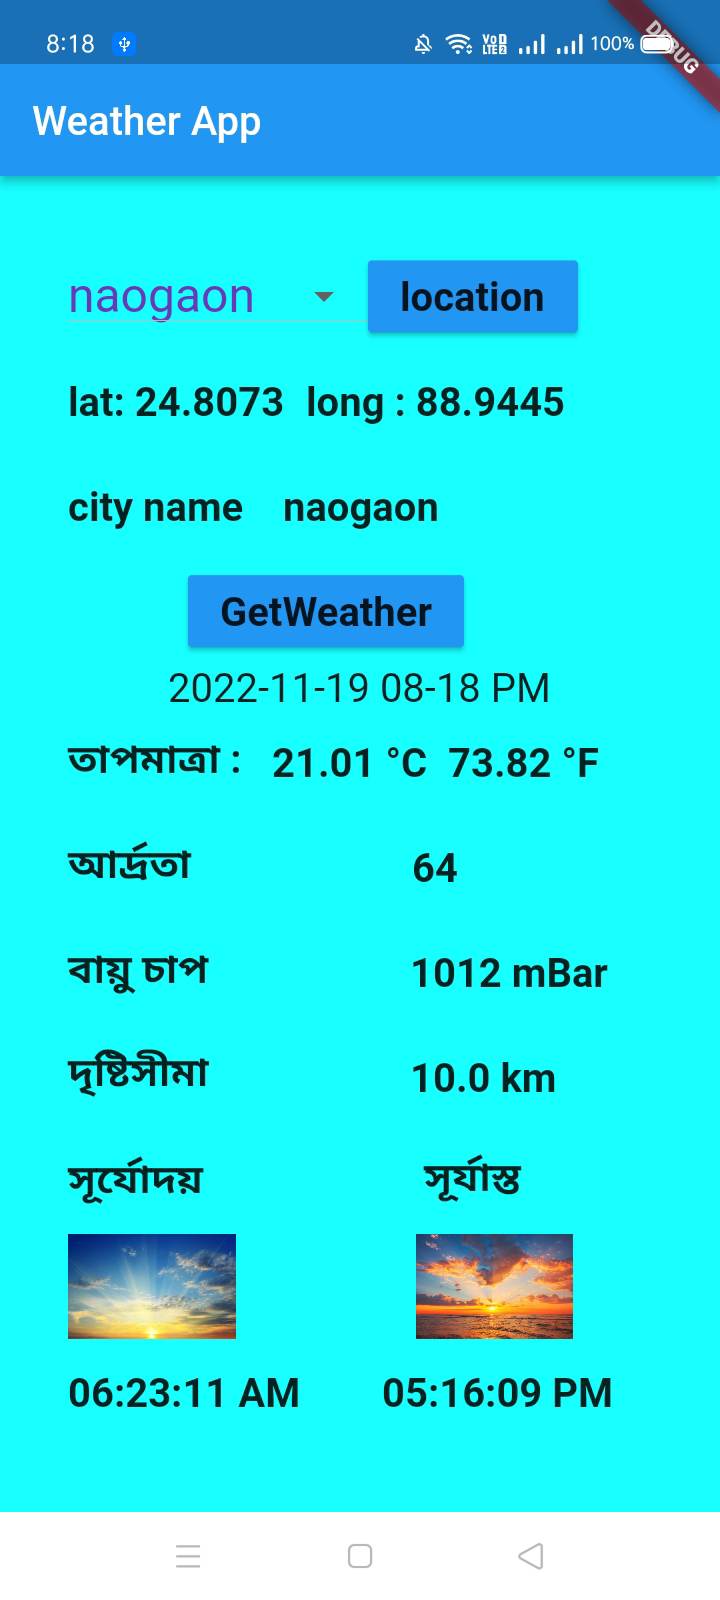 8:18 VoD LTE2 100%
DEBUG
Weather App
naogaon location
lat: 24.8073 long : 88.9445
city name naogaon
GetWeather
2022-11-19 08-18 PM
তাপমাত্রা : 21.01 °C 73.82 °F
আর্দ্রতা 64
বায়ু চাপ 1012 mBar
দৃষ্টিসীমা 10.0 km
সূর্যোদয় সূর্যাস্ত
06:23:11 AM 05:16:09 PM